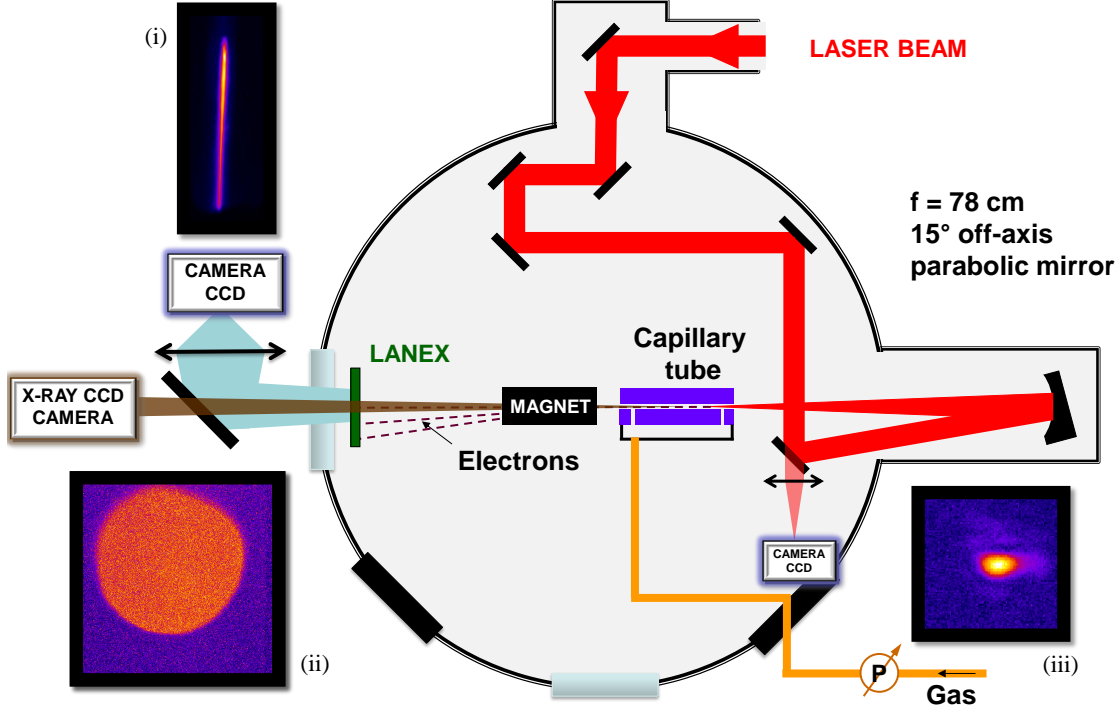 (i)
LASER BEAM
f = 78 cm
15° off-axis
parabolic mirror
CAMERA
CCD
LANEX
Capillary
tube
X-RAY CCD
CAMERA
MAGNET
Electrons
CAMERA
CCD
(ii)
(iii)
P
Gas